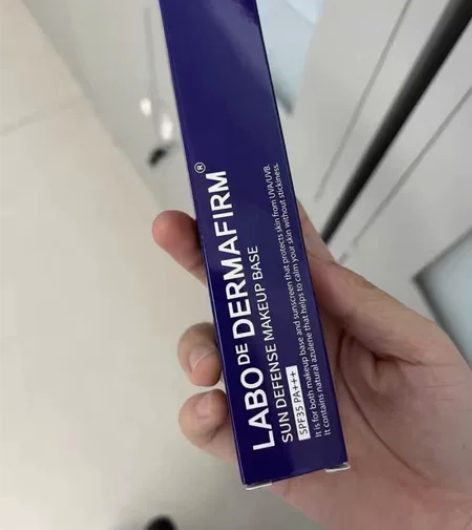 LABO DE DERMAFIRM®
SUN DEFENSE MAKEUP BASE
SPF35 PA+++
It is for both makeup base and sunscreen that protects skin from UVA/UVB.
It contains natural azulene that helps to calm your skin without stickiness.